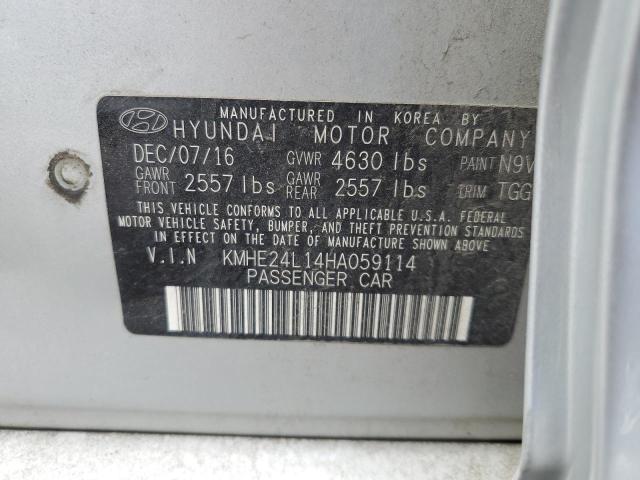 MANUFACTURED IN KOREA BY
HYUNDAI MOTOR COMPANY
DEC/07/16 GVWR 4630 lbs PAINT N9V
GAWR FRONT 2557 lbs GAWR REAR 2557 lbs TRIM TGG
THIS VEHICLE CONFORMS TO ALL APPLICABLE U.S.A. FEDERAL
MOTOR VEHICLE SAFETY, BUMPER, AND THEFT PREVENTION
STANDARDS IN EFFECT ON THE DATE OF MANUFACTURE SHOWN
ABOVE.
V.I.N KMHE24L14HA059114
PASSENGER CAR